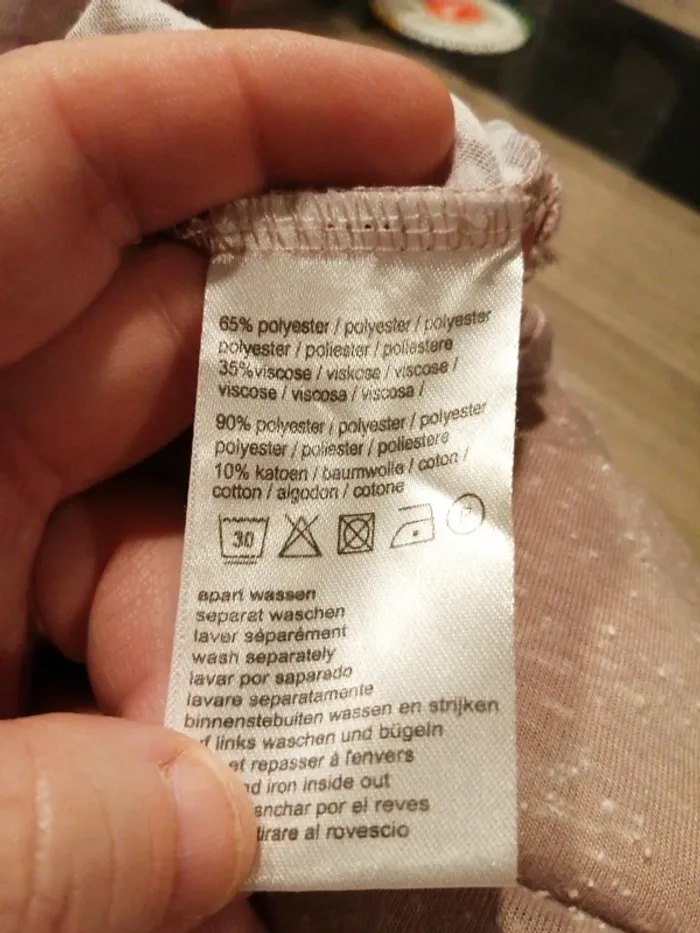 65% polyester / polyester / polyester
polyester / poliester / poliestere
35%viscose / viskose / viscose /
viscose / viscosa / viscosa /
90% polyester / polyester / polyester
polyester / poliester / poliestere
10% katoen / baumwolle / coton /
cotton / algodon / cotone
30
apart wassen
separat waschen
laver séparément
wash separately
lavar por saparado
lavare separatamente
binnenstebuiten wassen en strijken
links waschen und bügeln
et repasser à l'envers
iron inside out
por el reves
al rovescio